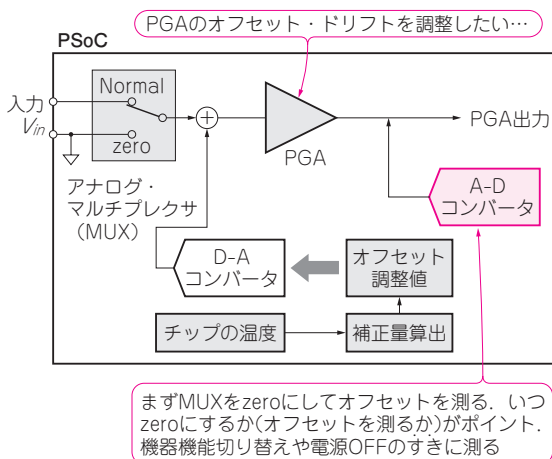 PGAのオフセット・ドリフトを調整したい…
PSoC
Normal
入力
Vin
zero
PGA
PGA出力
アナログ・
マルチプレクサ
（MUX）
A-D
コンバータ
D-A
コンバータ
オフセット
調整値
チップの温度
補正量算出
まずMUXをzeroにしてオフセットを測る．いつ
zeroにするか(オフセットを測るか)がポイント．
機器機能切り替えや電源OFFのすきに測る